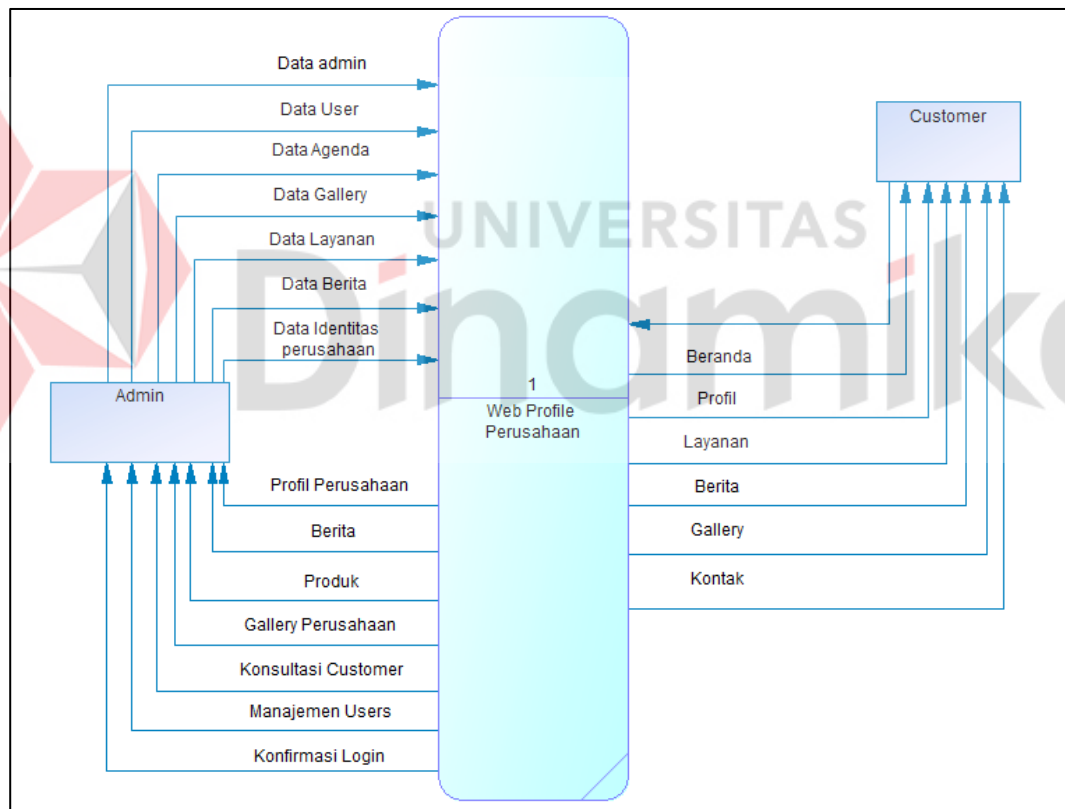 Data admin
Data User
Data Agenda
Data Gallery
Data Layanan
Data Berita
Data Identitas
perusahaan
Admin
Profil Perusahaan
Berita
Produk
Gallery Perusahaan
Konsultasi Customer
Manajemen Users
Konfirmasi Login
1
Web Profile
Perusahaan
Customer
Beranda
Profil
Layanan
Berita
Gallery
Kontak
UNIVERSITAS
Dinamika